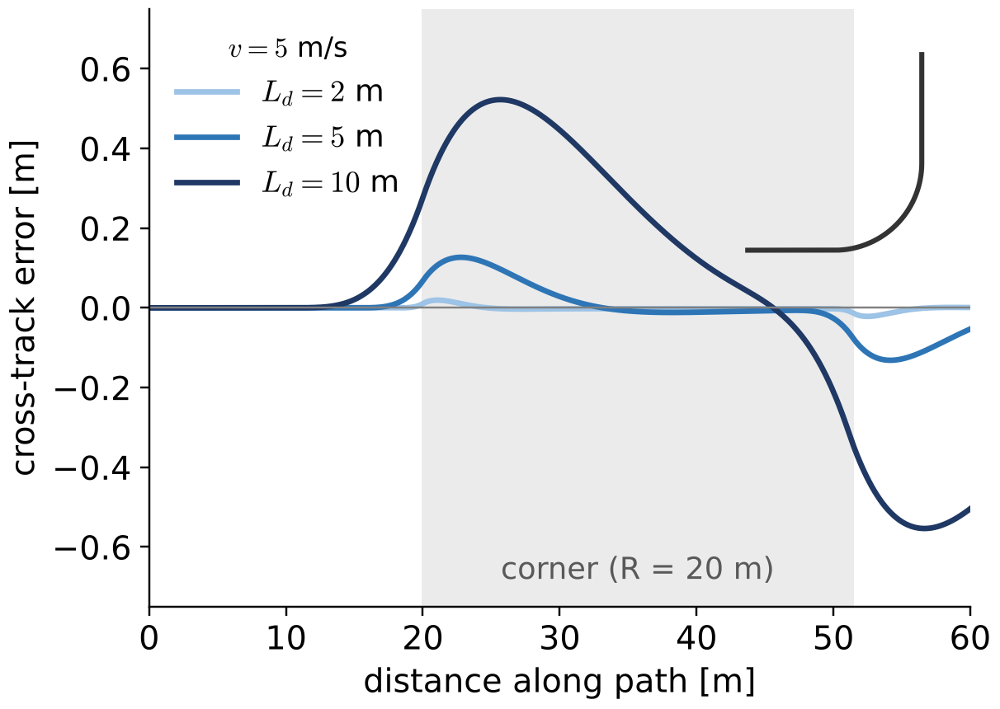 v = 5 m/s
L_d = 2 m
L_d = 5 m
L_d = 10 m
cross-track error [m]
0.6
0.4
0.2
0.0
−0.2
−0.4
−0.6
corner (R = 20 m)
0 10 20 30 40 50 60
distance along path [m]